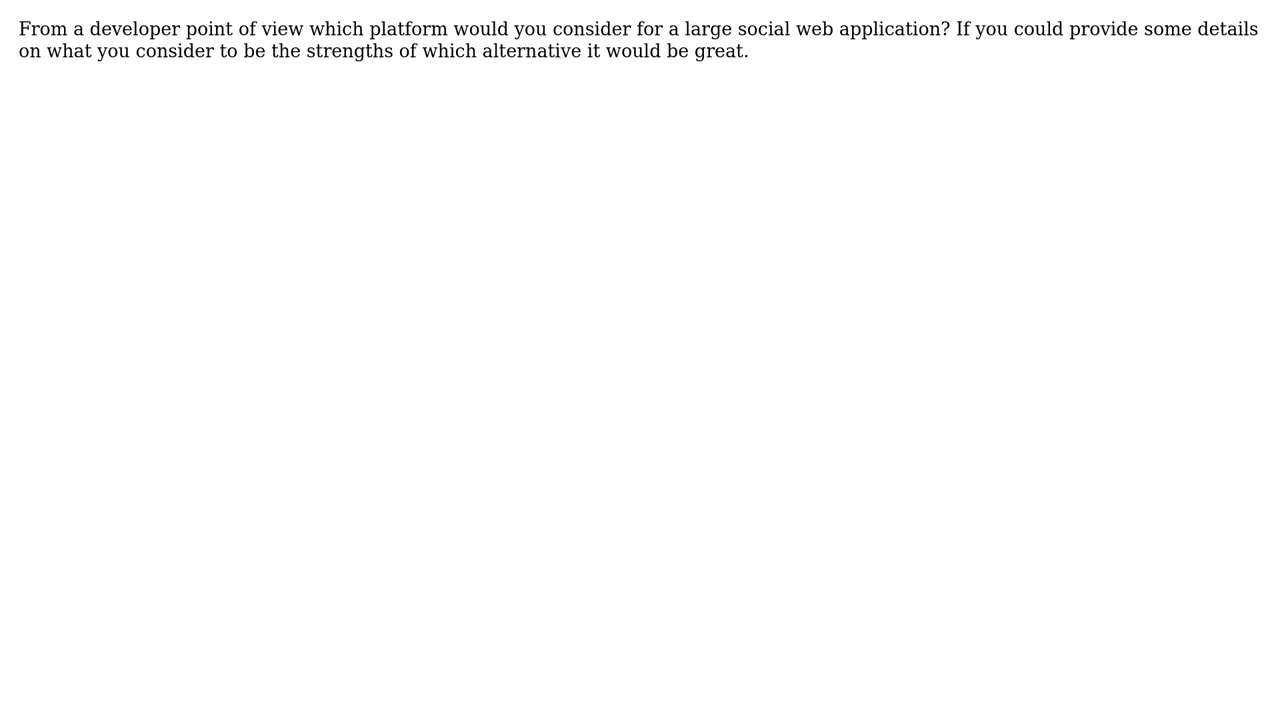 From a developer point of view which platform would you consider for a large social web application? If you could provide some details
on what you consider to be the strengths of which alternative it would be great.